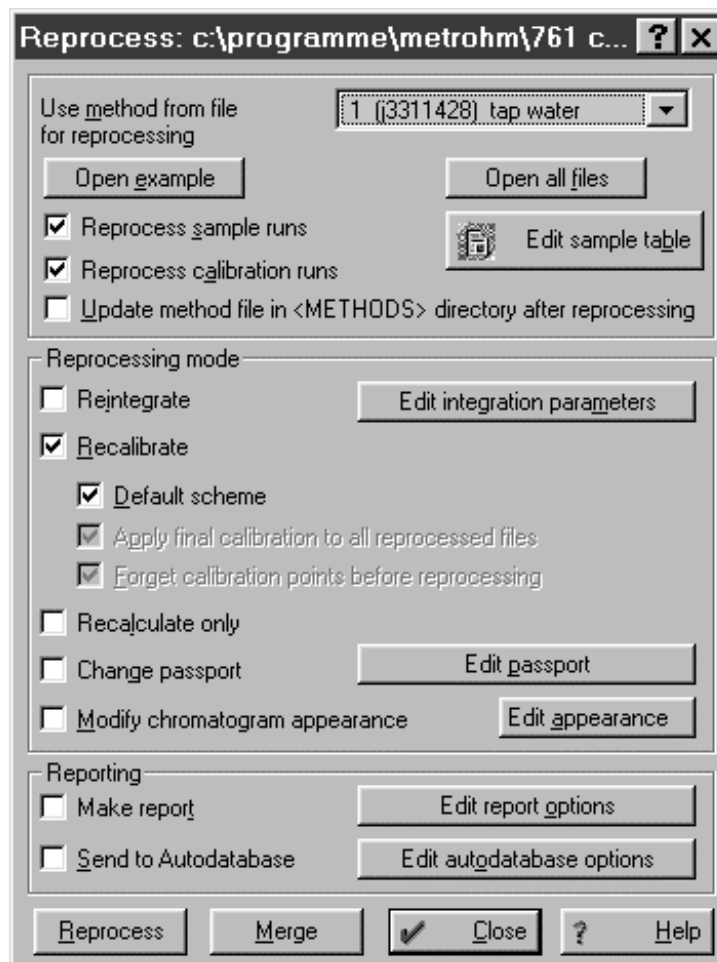 Reprocess: c:\programme\metrohm\761 c... ? ×
Use method from file
for reprocessing
1 (j3311428) tap water
Open example Open all files
Reprocess sample runs
Edit sample table
Reprocess calibration runs
Update method file in <METHODS> directory after reprocessing
Reprocessing mode
Reintegrate Edit integration parameters
Recalibrate
Default scheme
Apply final calibration to all reprocessed files
Forget calibration points before reprocessing
Recalculate only
Change passport Edit passport
Modify chromatogram appearance Edit appearance
Reporting
Make report Edit report options
Send to Autodatabase Edit autodatabase options
Reprocess Merge Close ? Help